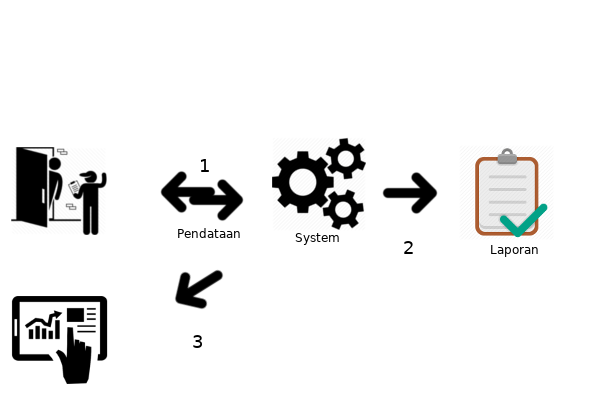 1
Pendataan
System
2
Laporan
3